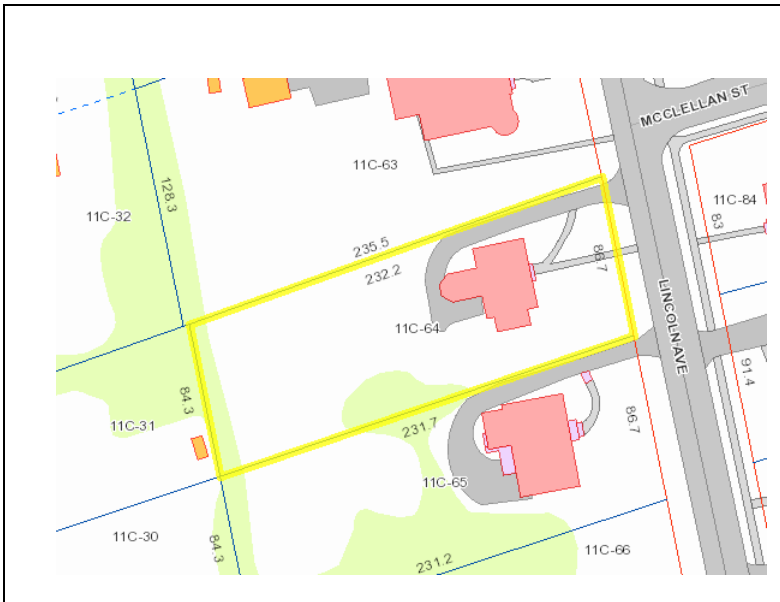 MCCLELLAN ST
11C-63
128.3
11C-84
11C-32
83
235.5
86.7
232.2
LINCOLN AVE
11C-64
91.4
84.3
86.7
11C-31
231.7
11C-65
11C-30
84.3
11C-66
231.2